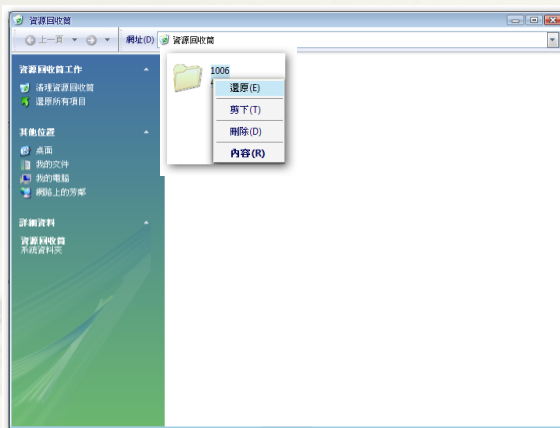 資源回收筒
上一頁
網址(D) 資源回收筒
資源回收筒工作
清理資源回收筒
還原所有項目
其他位置
桌面
我的文件
我的電腦
網路上的芳鄰
詳細資料
資源回收筒
系統資料夾
1006
還原(E)
剪下(T)
刪除(D)
內容(R)